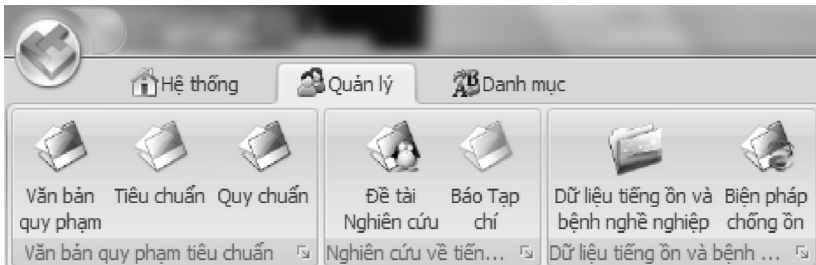 Hệ thống Quản lý Danh mục
Văn bản quy phạm Tiêu chuẩn Quy chuẩn Đề tài Nghiên cứu Báo Tạp chí Dữ liệu tiếng ồn và bệnh nghề nghiệp Biện pháp chống ồn
Văn bản quy phạm tiêu chuẩn Nghiên cứu về tiến... Dữ liệu tiếng ồn và bệnh ...